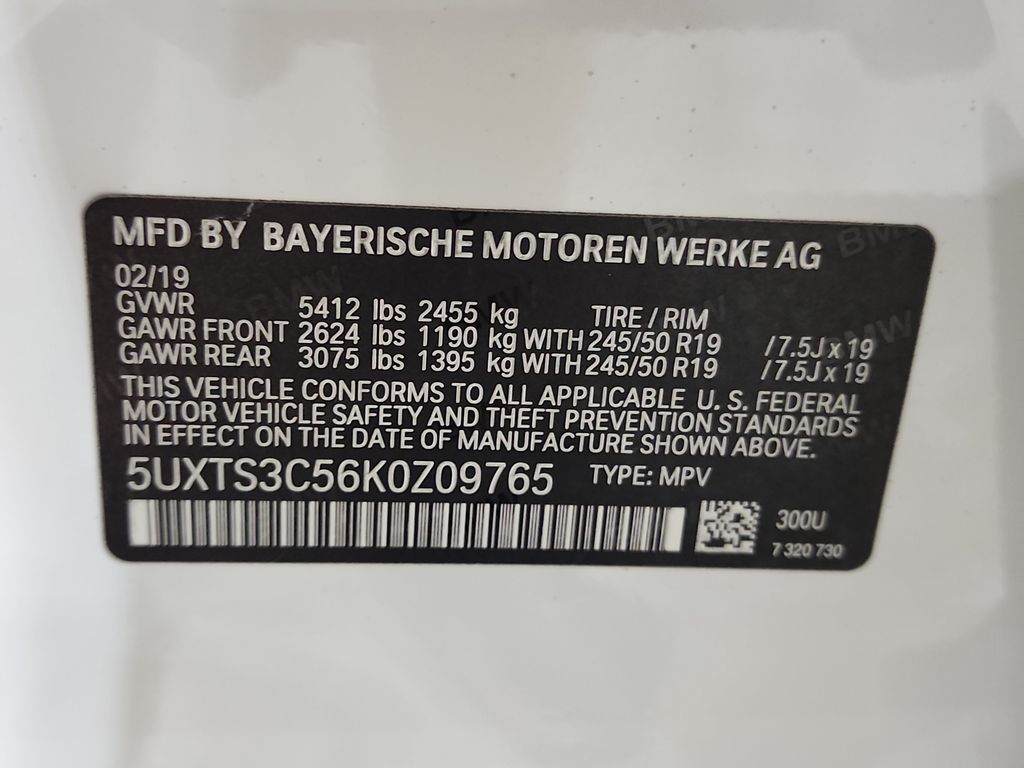 MFD BY BAYERISCHE MOTOREN WERKE AG
02/19
GVWR 5412 lbs 2455 kg TIRE / RIM
GAWR FRONT 2624 lbs 1190 kg WITH 245/50 R19 / 7.5J x 19
GAWR REAR 3075 lbs 1395 kg WITH 245/50 R19 / 7.5J x 19
THIS VEHICLE CONFORMS TO ALL APPLICABLE U. S. FEDERAL
MOTOR VEHICLE SAFETY AND THEFT PREVENTION STANDARDS
IN EFFECT ON THE DATE OF MANUFACTURE SHOWN ABOVE.
5UXTS3C56K0Z09765 TYPE: MPV
300U
7 320 730